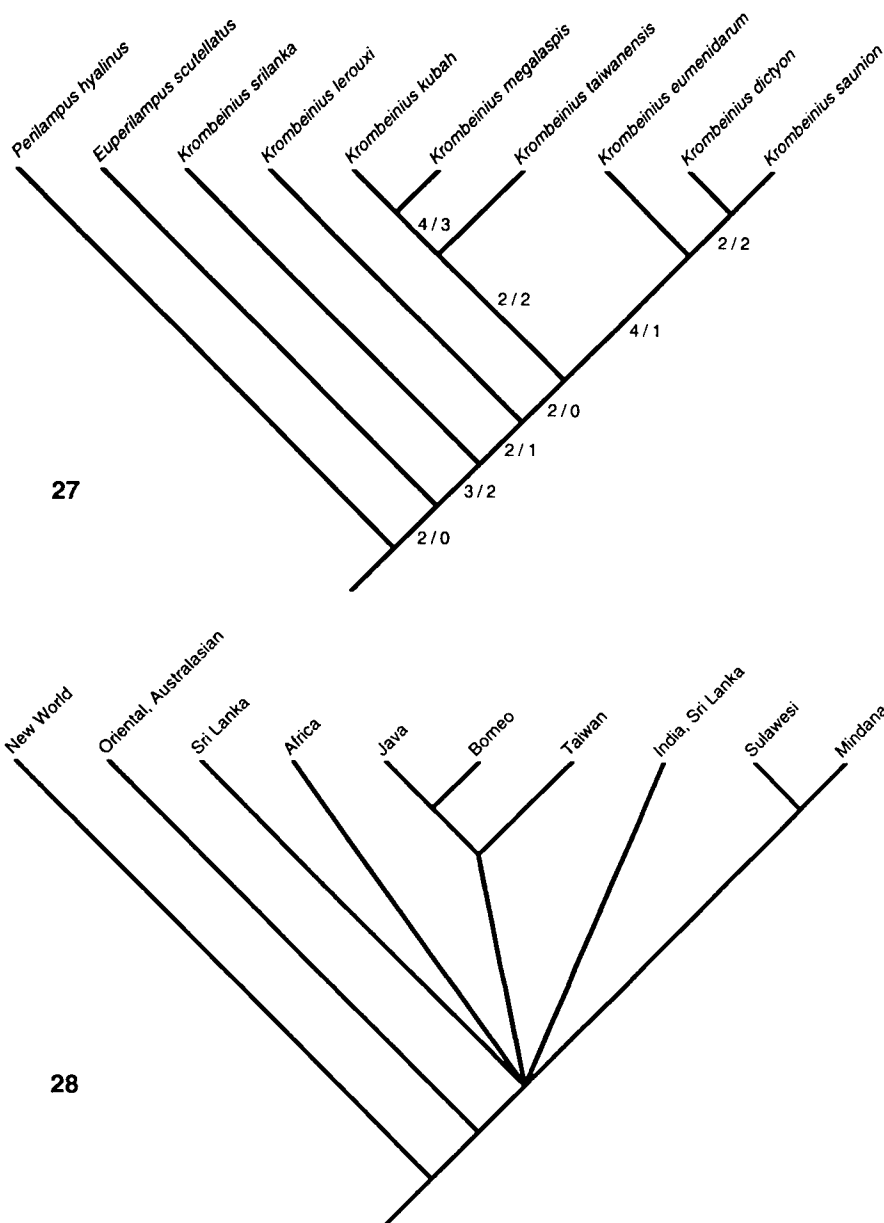 Perilampus hyalinus
Euperilampus scutellatus
Krombeinius srilanka
Krombeinius lerouxi
Krombeinius kubah
Krombeinius megalaspis
Krombeinius taiwanensis
Krombeinius eumenidarum
Krombeinius dictyon
Krombeinius saunion
4 / 3
2 / 2
2 / 2
4 / 1
2 / 0
2 / 1
3 / 2
2 / 0
27
New World
Oriental, Australasian
Sri Lanka
Africa
Java
Borneo
Taiwan
India, Sri Lanka
Sulawesi
Mindana
28